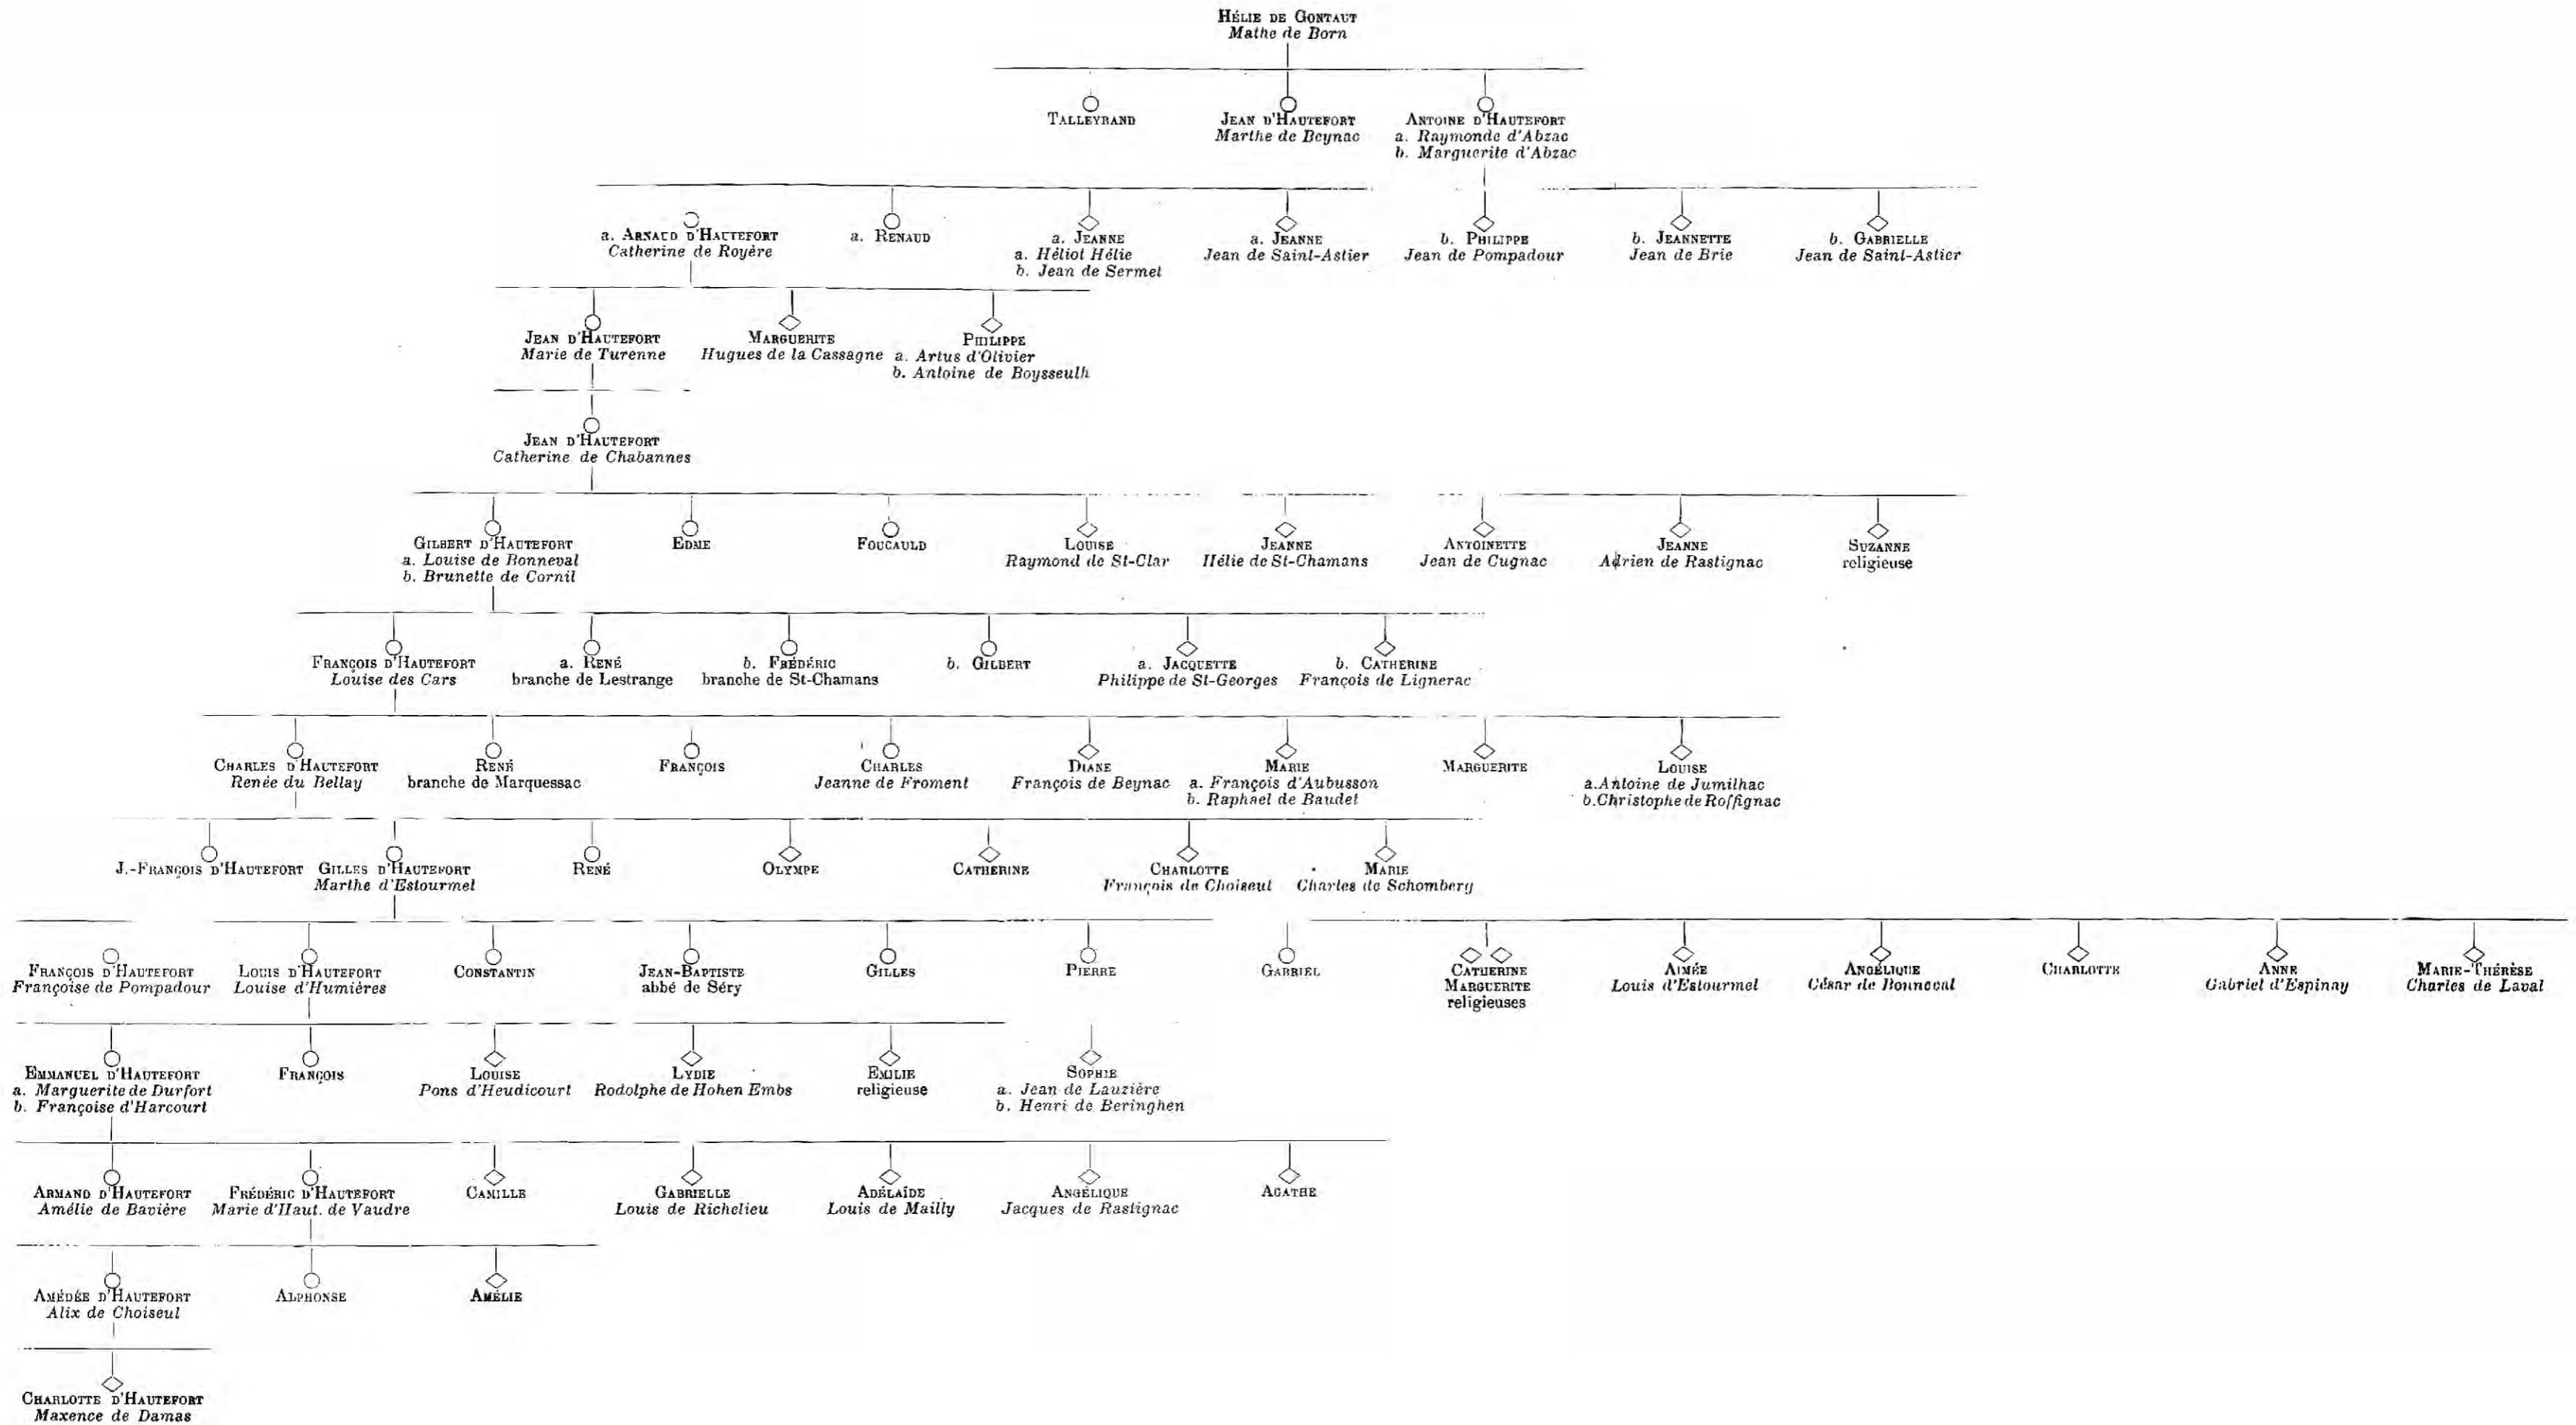 HÉLIE DE GONTAUT
Mathe de Born
TALLEYRAND
JEAN D'HAUTEFORT
Marthe de Beynac
ANTOINE D'HAUTEFORT
a. Raymonde d'Abzac
b. Marguerite d'Abzac
a. ARNAUD D'HAUTEFORT
Catherine de Royère
a. RENAUD
a. JEANNE
a. Héliot Hélie
b. Jean de Sermet
a. JEANNE
Jean de Saint-Astier
b. PHILIPPE
Jean de Pompadour
b. JEANNETTE
Jean de Brie
b. GABRIELLE
Jean de Saint-Astier
JEAN D'HAUTEFORT
Marie de Turenne
MARGUERITE
Hugues de la Cassagne
PHILIPPE
a. Artus d'Olivier
b. Antoine de Boysseulh
JEAN D'HAUTEFORT
Catherine de Chabannes
GILBERT D'HAUTEFORT
a. Louise de Bonneval
b. Brunette de Cornil
EDME
FOUCAULD
LOUISE
Raymond de St-Clar
JEANNE
Hélie de St-Chamans
ANTOINETTE
Jean de Cugnac
JEANNE
Adrien de Rastignac
SUZANNE
religieuse
FRANÇOIS D'HAUTEFORT
Louise des Cars
a. RENÉ
branche de Lestrange
b. FRÉDÉRIC
branche de St-Chamans
b. GILBERT
a. JACQUETTE
Philippe de St-Georges
b. CATHERINE
François de Lignerac
CHARLES D'HAUTEFORT
Renée du Bellay
RENÉ
branche de Marquessac
FRANÇOIS
CHARLES
Jeanne de Froment
DIANE
François de Beynac
MARIE
a. François d'Aubusson
b. Raphael de Baudet
MARGUERITE
LOUISE
a. Antoine de Jumilhac
b. Christophe de Roffignac
J.-FRANÇOIS D'HAUTEFORT
GILLES D'HAUTEFORT
Marthe d'Estourmel
RENÉ
OLYMPE
CATHERINE
CHARLOTTE
François de Choiseul
MARIE
Charles de Schomberg
FRANÇOIS D'HAUTEFORT
Françoise de Pompadour
LOUIS D'HAUTEFORT
Louise d'Humières
CONSTANTIN
JEAN-BAPTISTE
abbé de Séry
GILLES
PIERRE
GABRIEL
CATHERINE
MARGUERITE
religieuses
AIMÉE
Louis d'Estourmel
ANGÉLIQUE
César de Bonneval
CHARLOTTE
ANNE
Gabriel d'Espinay
MARIE-THÉRÈSE
Charles de Laval
EMMANUEL D'HAUTEFORT
a. Marguerite de Durfort
b. Françoise d'Harcourt
FRANÇOIS
LOUISE
Pons d'Heudicourt
LYDIE
Rodolphe de Hohen Embs
EMILIE
religieuse
SOPHIE
a. Jean de Lauzière
b. Henri de Beringhen
ARMAND D'HAUTEFORT
Amélie de Bavière
FRÉDÉRIC D'HAUTEFORT
Marie d'Haut. de Vaudre
CAMILLE
GABRIELLE
Louis de Richelieu
ADÉLAÏDE
Louis de Mailly
ANGÉLIQUE
Jacques de Rastignac
AGATHE
AMÉDÉE D'HAUTEFORT
Alix de Choiseul
ALPHONSE
AMÉLIE
CHARLOTTE D'HAUTEFORT
Maxence de Damas